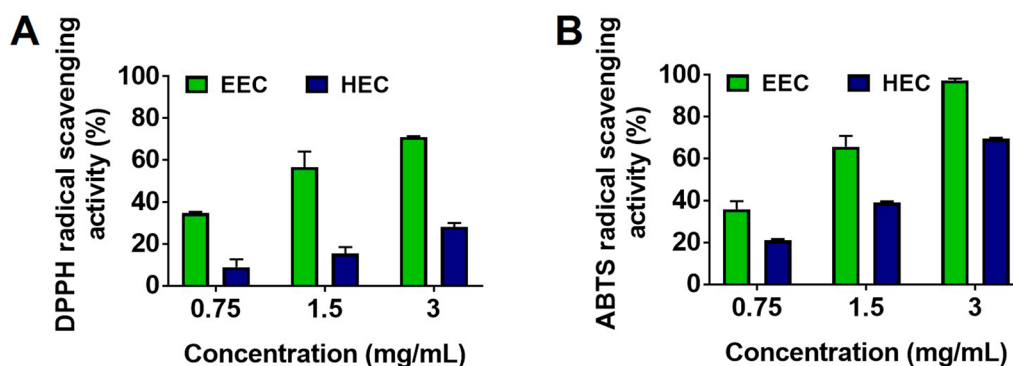 A
DPPH radical scavenging
activity (%)
100
80
60
40
20
0
EEC HEC
0.75 1.5 3
Concentration (mg/mL)
B
ABTS radical scavenging
activity (%)
100
80
60
40
20
0
EEC HEC
0.75 1.5 3
Concentration (mg/mL)